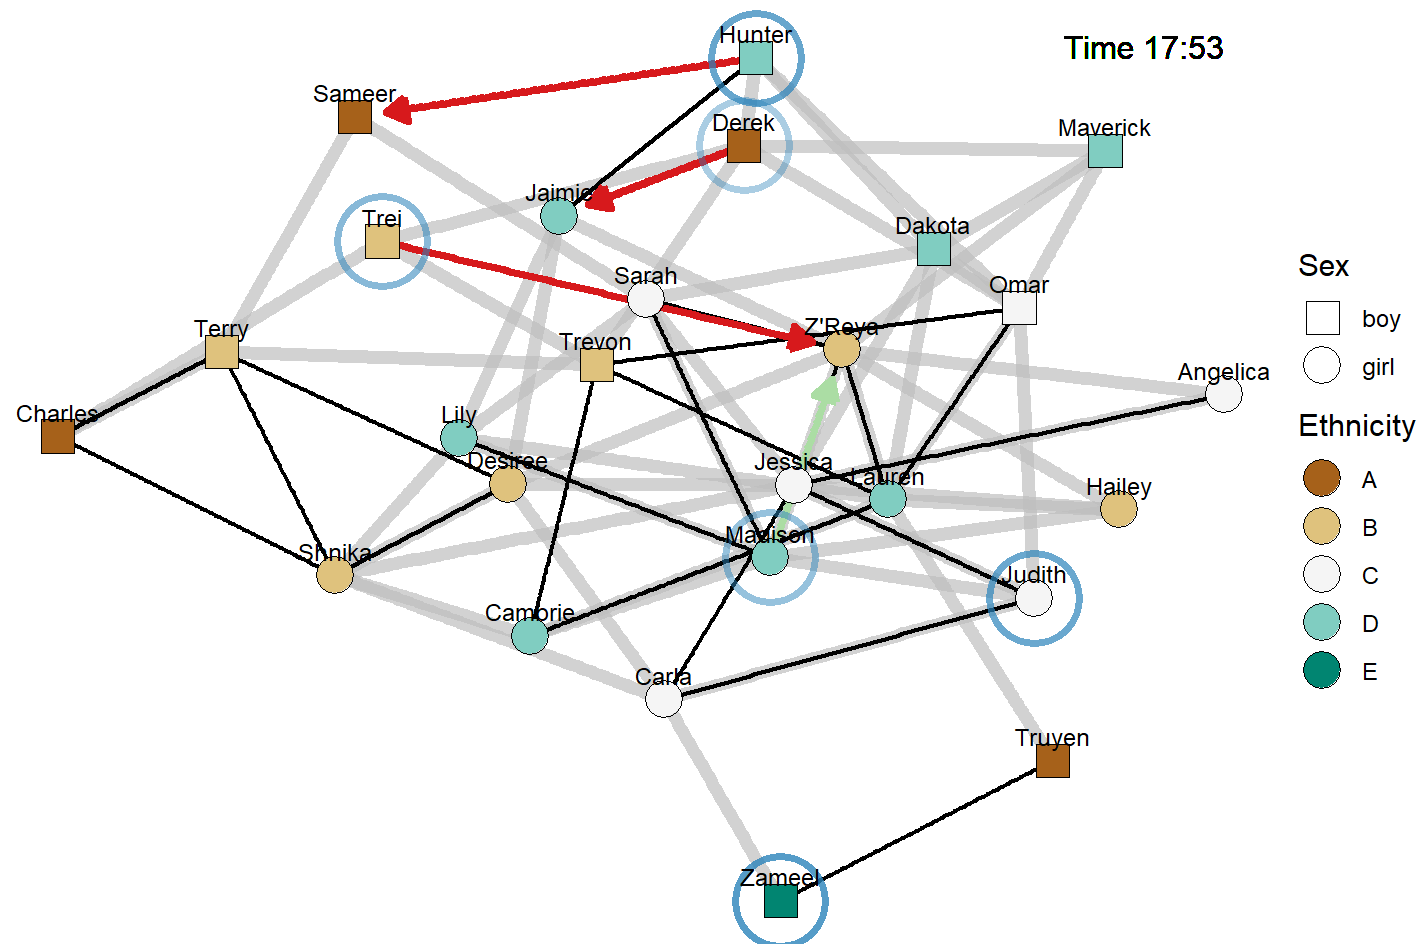 Hunter
Time 17:53
Sameer
Derek
Maverick
Jaimie
Trei
Dakota
Sarah
Omar
Terry
Z'Reya
Trevon
Angelica
Charles
Lily
Desiree
Jessica
Lauren
Hailey
Madison
Shnika
Judith
Cambrie
Carla
Truyen
Zameel
Sex
boy
girl
Ethnicity
A
B
C
D
E